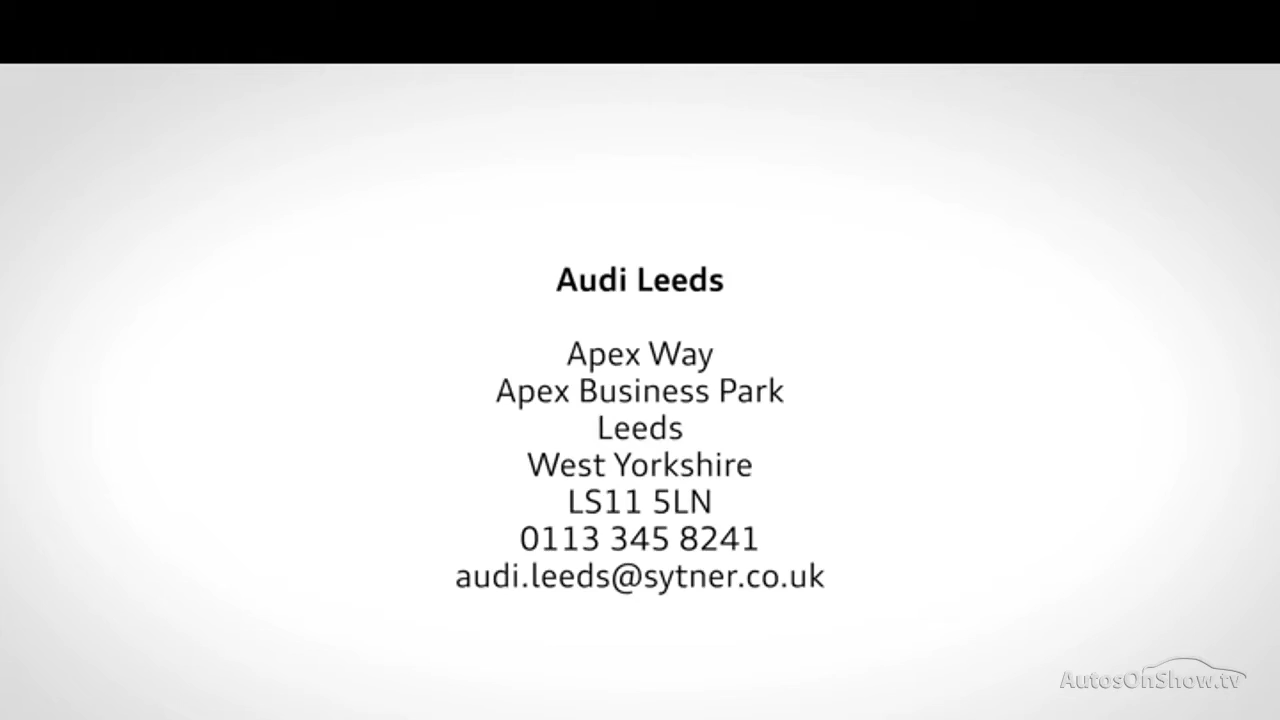 Audi Leeds
Apex Way
Apex Business Park
Leeds
West Yorkshire
LS11 5LN
0113 345 8241
audi.leeds@sytner.co.uk
AutosOnShow.tv